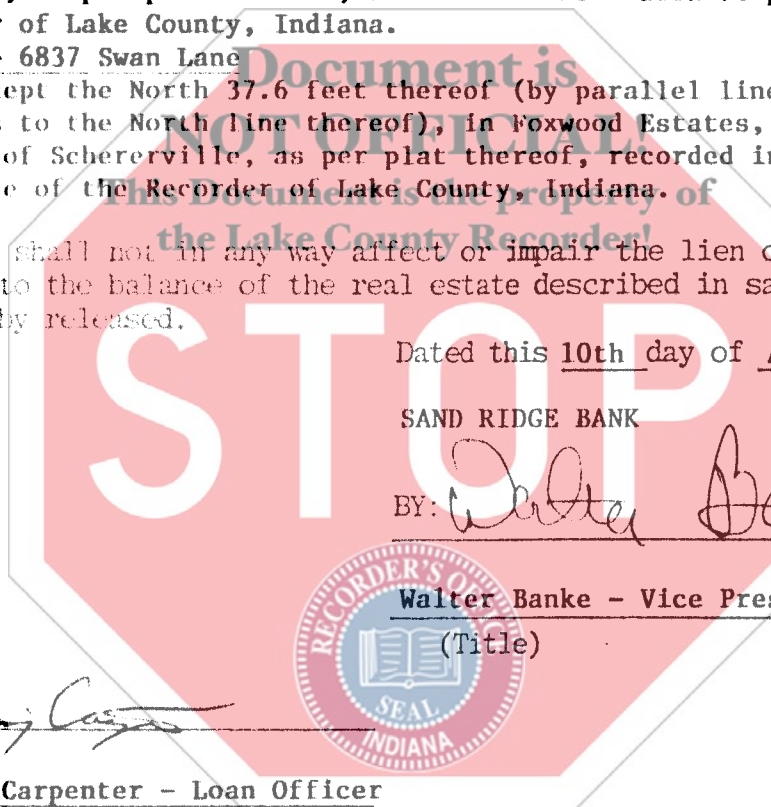 of Lake County, Indiana.
6837 Swan Lane
Document is
ept the North 37.6 feet thereof (by parallel line
to the North line thereof), in Foxwood Estates,
NOT OFFICIAL!
of Schererville, as per plat thereof, recorded in
e of the Recorder of Lake County, Indiana.
This Document is the property of
the Lake County Recorder!
shall not in any way affect or impair the lien
to the balance of the real estate described in sa
by released.
STOP
Dated this 10th day of
SAND RIDGE BANK
BY: Walter
RECORDER'S OFFICE
SEAL
INDIANA
Walter Banke - Vice Pres
(Title)
Carpenter - Loan Officer